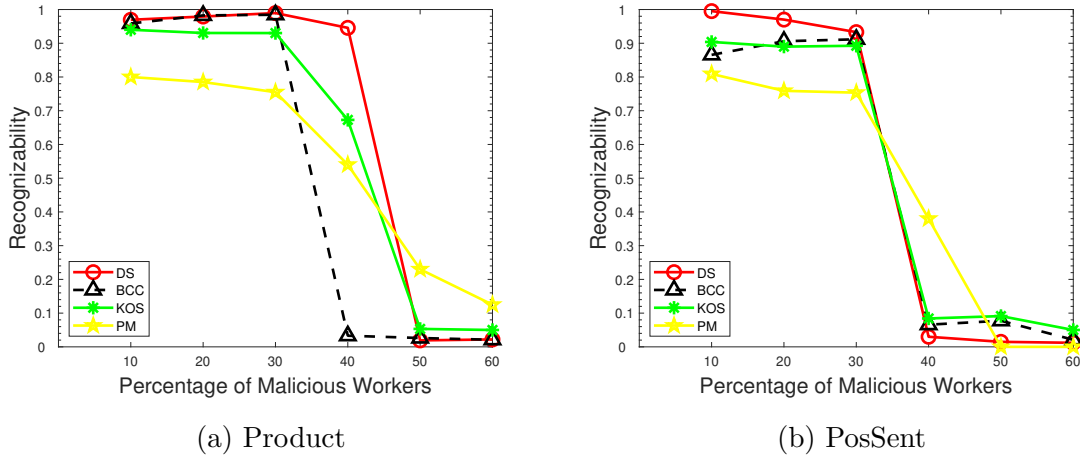 1
0.9
0.8
0.7
0.6
0.5
0.4
0.3
0.2
0.1
0
Recognizability
DS
BCC
KOS
PM
10 20 30 40 50 60
Percentage of Malicious Workers
(a) Product
1
0.9
0.8
0.7
0.6
0.5
0.4
0.3
0.2
0.1
0
Recognizability
DS
BCC
KOS
PM
10 20 30 40 50 60
Percentage of Malicious Workers
(b) PosSent